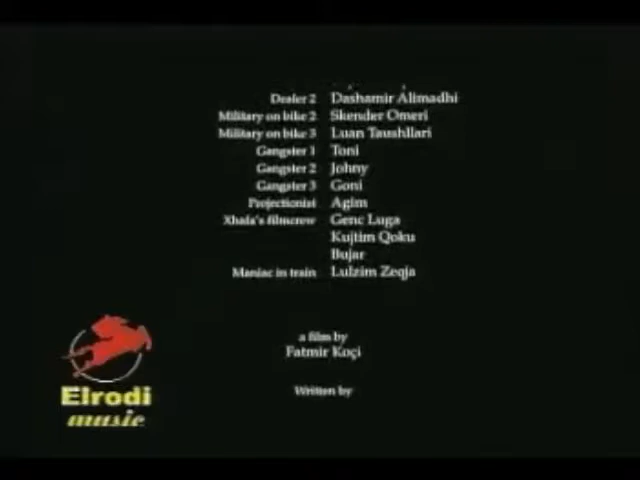 Dealer 2 Dashamir Alimadhi
Military on bike 2 Skender Omeri
Military on bike 3 Luan Taushllari
Gangster 1 Toni
Gangster 2 Johny
Gangster 3 Goni
Projectionist Agim
Xhafa's filmcrew Genc Luga
Kujtim Qoku
Bujar
Maniac in train Lulzim Zeqja
a film by
Fatmir Koçi
Written by
Elrodi
music